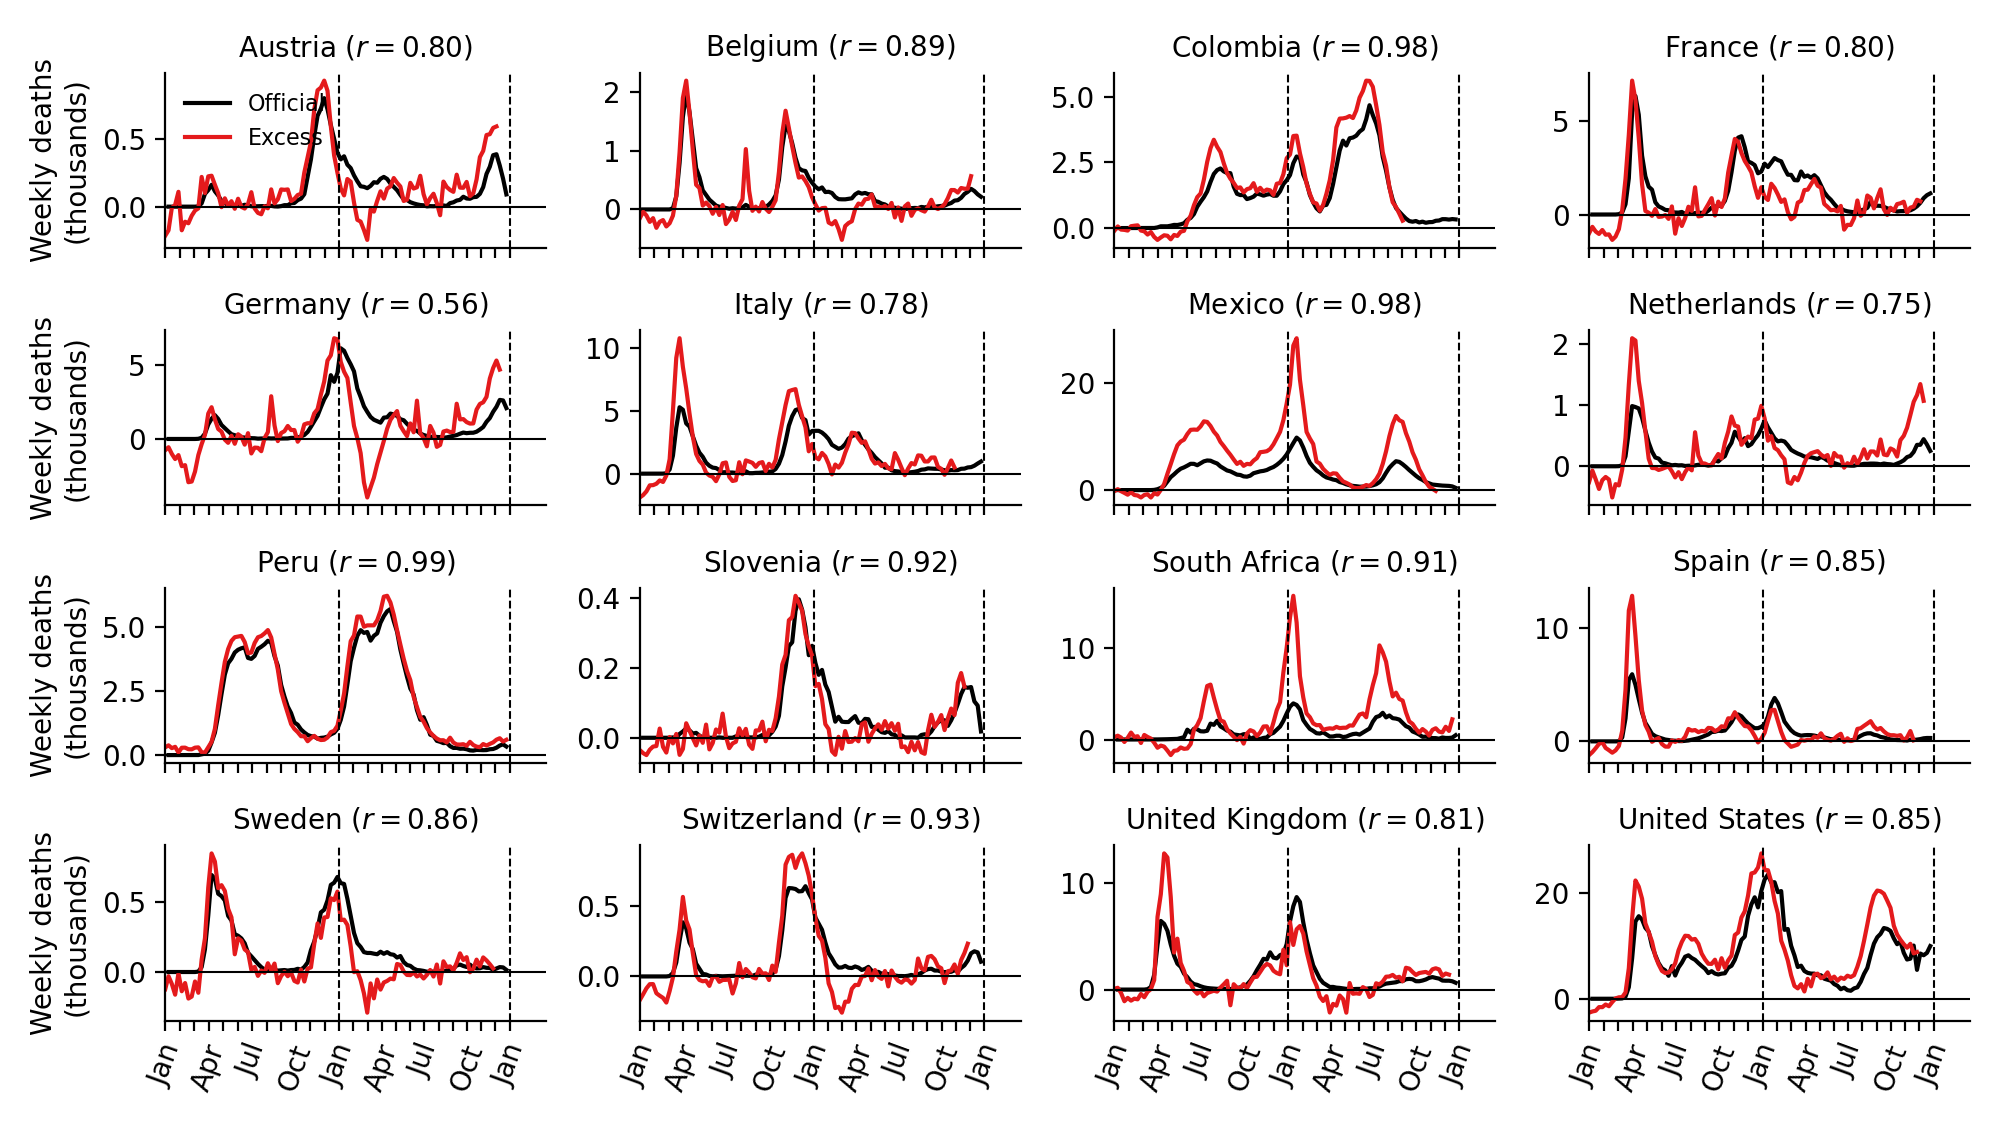 Austria (r = 0.80) Belgium (r = 0.89) Colombia (r = 0.98) France (r = 0.80)
Weekly deaths
(thousands)
Official
Excess
0.5
0.0
2
1
0
5.0
2.5
0.0
5
0
Germany (r = 0.56) Italy (r = 0.78) Mexico (r = 0.98) Netherlands (r = 0.75)
Weekly deaths
(thousands)
5
0
10
5
0
20
0
2
1
0
Peru (r = 0.99) Slovenia (r = 0.92) South Africa (r = 0.91) Spain (r = 0.85)
Weekly deaths
(thousands)
5.0
2.5
0.0
0.4
0.2
0.0
10
0
10
0
Sweden (r = 0.86) Switzerland (r = 0.93) United Kingdom (r = 0.81) United States (r = 0.85)
Weekly deaths
(thousands)
0.5
0.0
0.5
0.0
10
0
20
0
Jan Apr Jul Oct Jan Apr Jul Oct Jan Jan Apr Jul Oct Jan Apr Jul Oct Jan Jan Apr Jul Oct Jan Apr Jul Oct Jan Jan Apr Jul Oct Jan Apr Jul Oct Jan